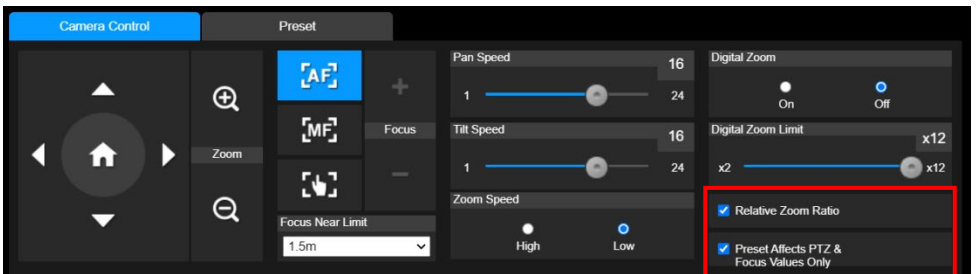 Camera Control
Preset
Zoom
AF
MF
Focus
Focus Near Limit
1.5m
Pan Speed
16
1
24
Tilt Speed
16
1
24
Zoom Speed
High
Low
Digital Zoom
On
Off
Digital Zoom Limit
x12
x2
x12
Relative Zoom Ratio
Preset Affects PTZ &
Focus Values Only